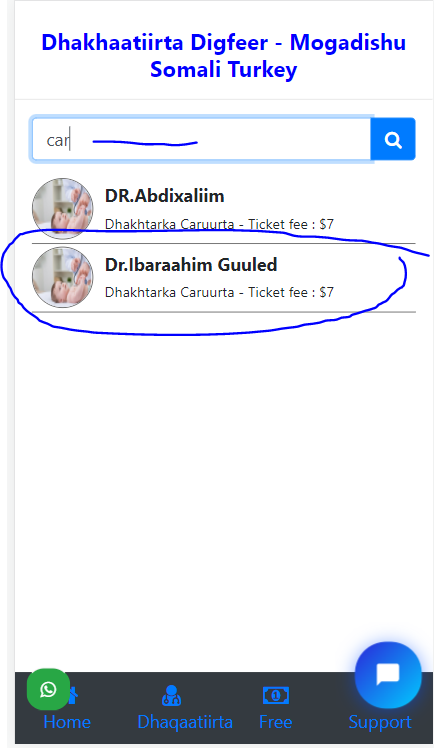 Dhakhaatiirta Digfeer - Mogadishu
Somali Turkey
car
DR.Abdixaliim
Dhakhtarka Caruurta - Ticket fee : $7
Dr.Ibaraahim Guuled
Dhakhtarka Caruurta - Ticket fee : $7
Home Dhaqaatiirta Free Support